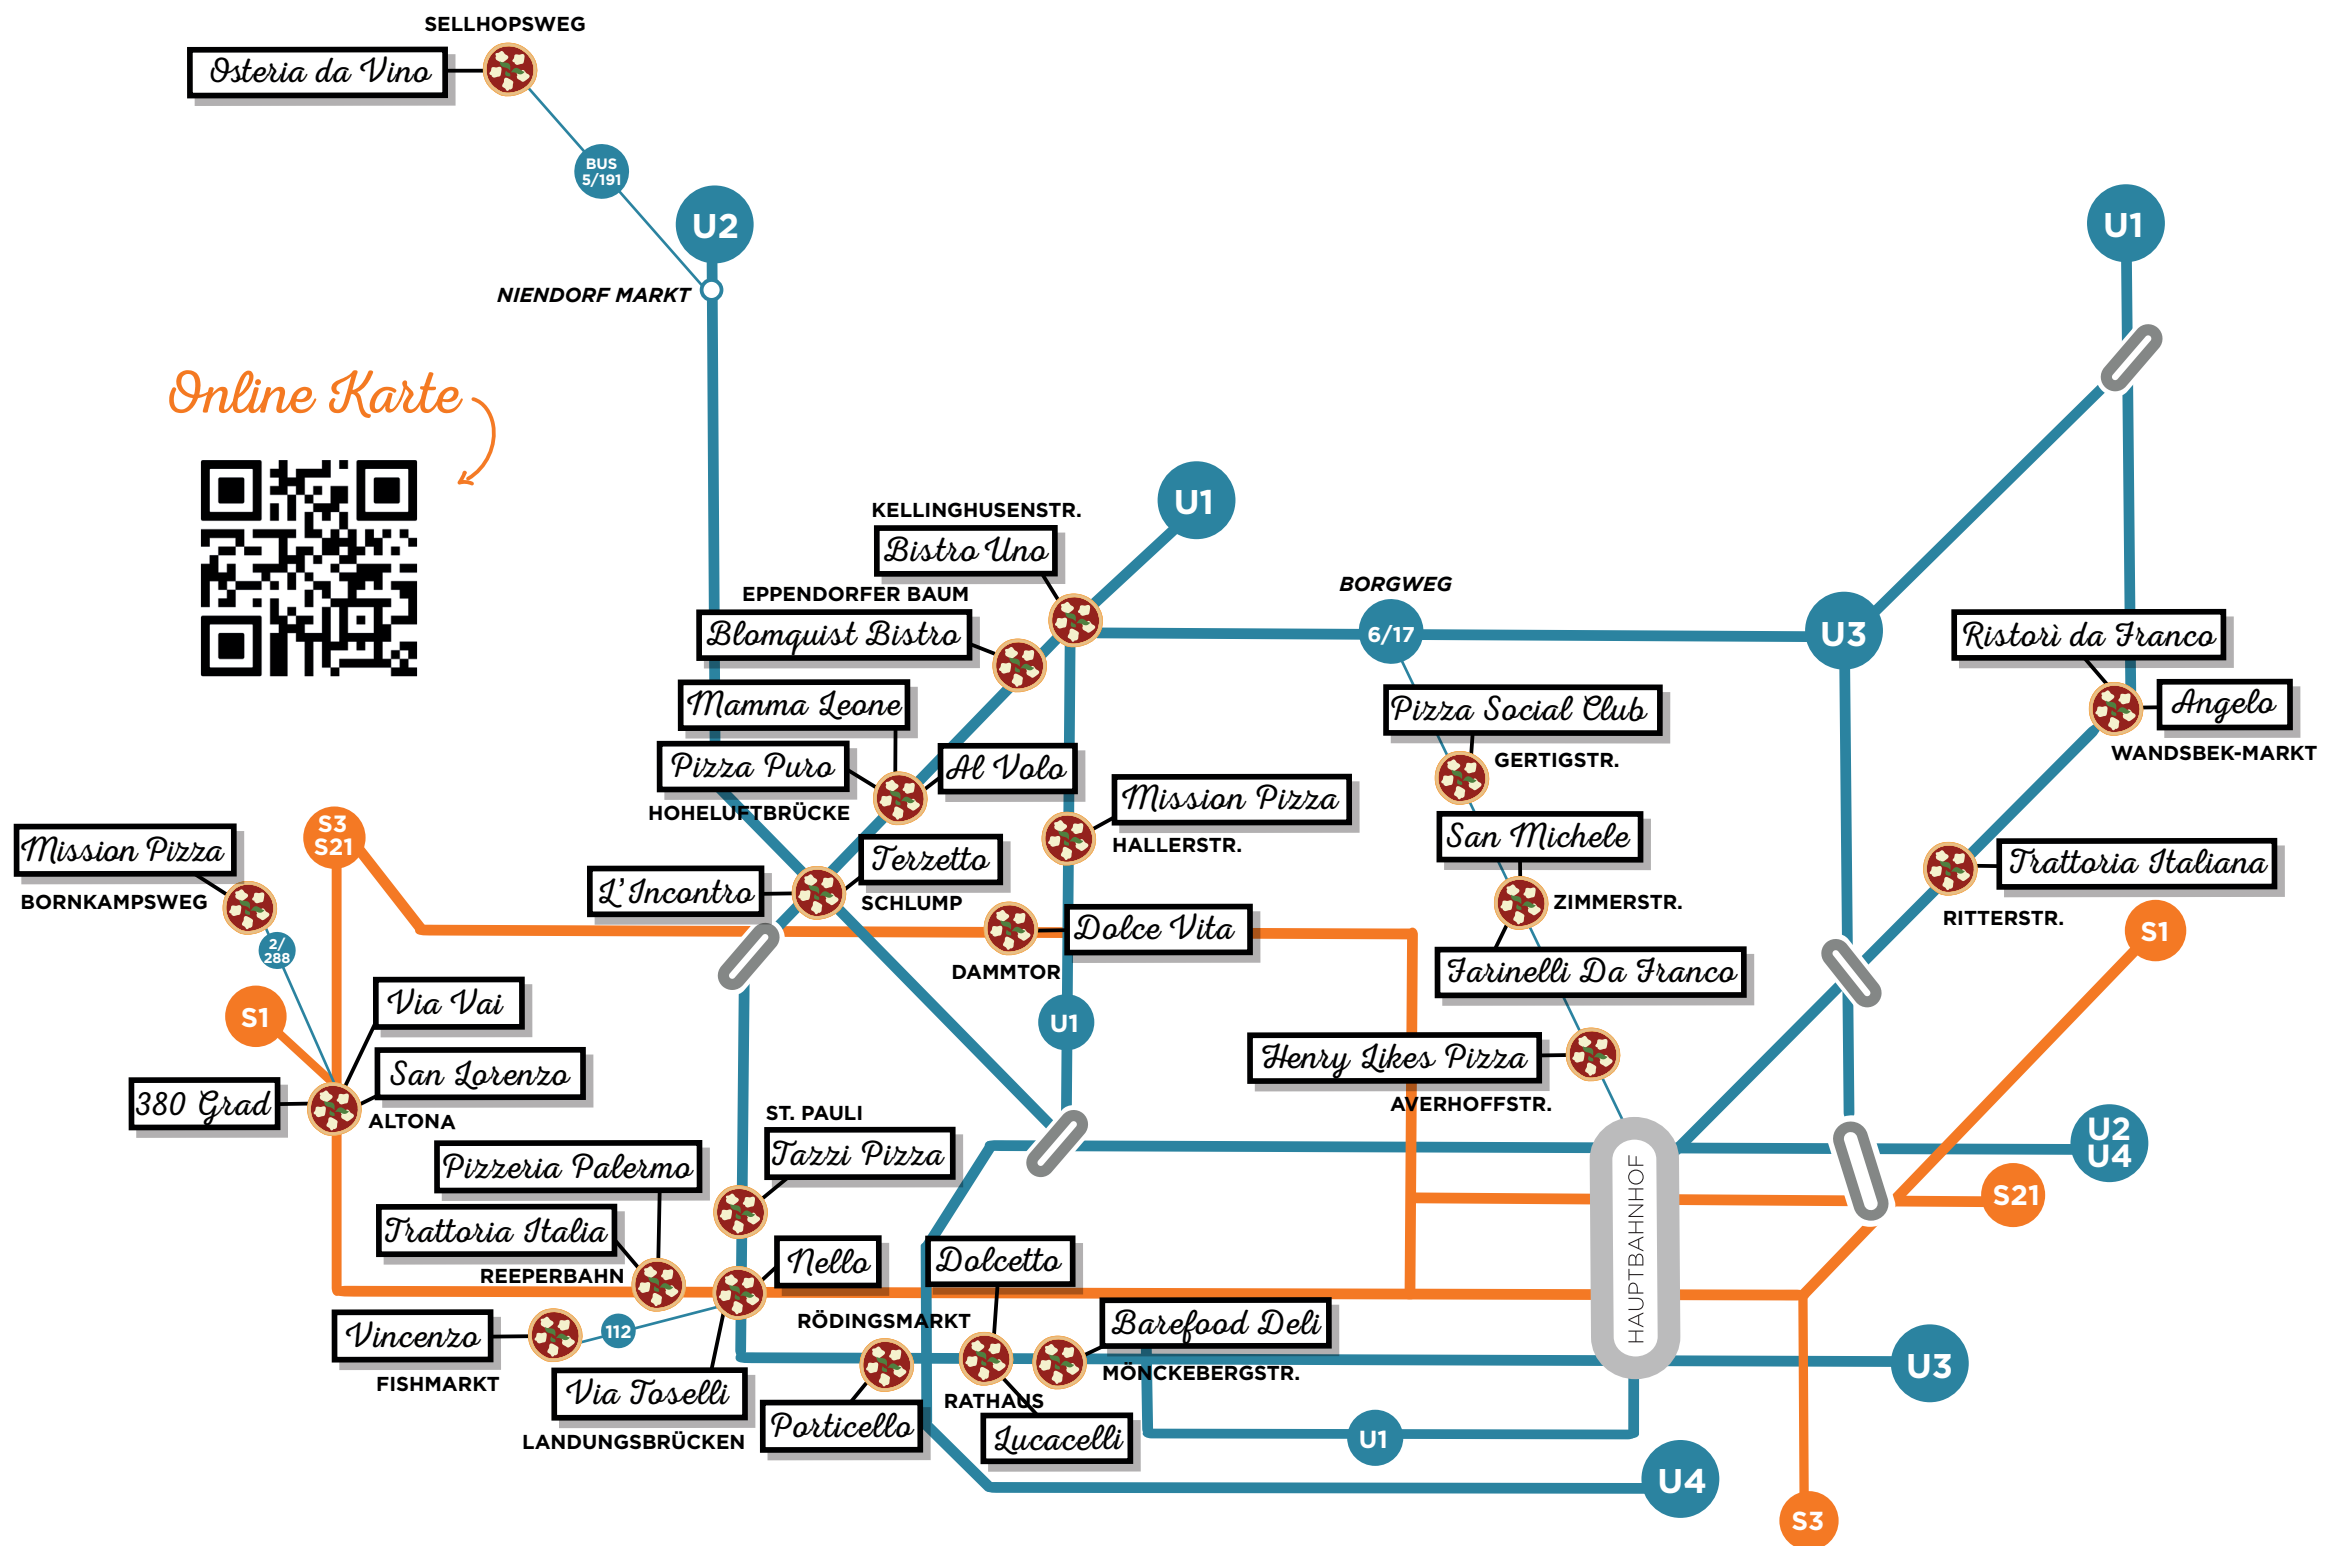 SELLHOPSWEG
Osteria da Vino
BUS
5/191
U2
U1
NIENDORF MARKT
Online Karte
U1
KELLINGHUSENSTR.
Bistro Uno
EPPENDORFER BAUM
Blomquist Bistro
BORGWEG
6/17
U3
Ristorì da Franco
Mamma Leone
Pizza Social Club
Angelo
Pizza Puro
Al Volo
GERTIGSTR.
WANDSBEK-MARKT
HOHELUFTBRÜCKE
Mission Pizza
HALLERSTR.
S3
S21
Mission Pizza
BORNKAMPSWEG
Terzetto
San Michele
Trattoria Italiana
L'Incontro
SCHLUMP
ZIMMERSTR.
RITTERSTR.
2/
288
Dolce Vita
DAMMTOR
S1
Farinelli Da Franco
Via Vai
S1
U1
San Lorenzo
Henry Likes Pizza
380 Grad
ALTONA
AVERHOFFSTR.
ST. PAULI
Tazzi Pizza
U2
U4
Pizzeria Palermo
HAUPTBAHNHOF
S21
Trattoria Italia
Nello
Dolcetto
REEPERBAHN
RÖDINGSMARKT
Barefood Deli
Vincenzo
112
MÖNCKEBERGSTR.
U3
FISHMARKT
Via Toselli
RATHAUS
Porticello
Lucacelli
LANDUNGSBRÜCKEN
U1
U4
S3